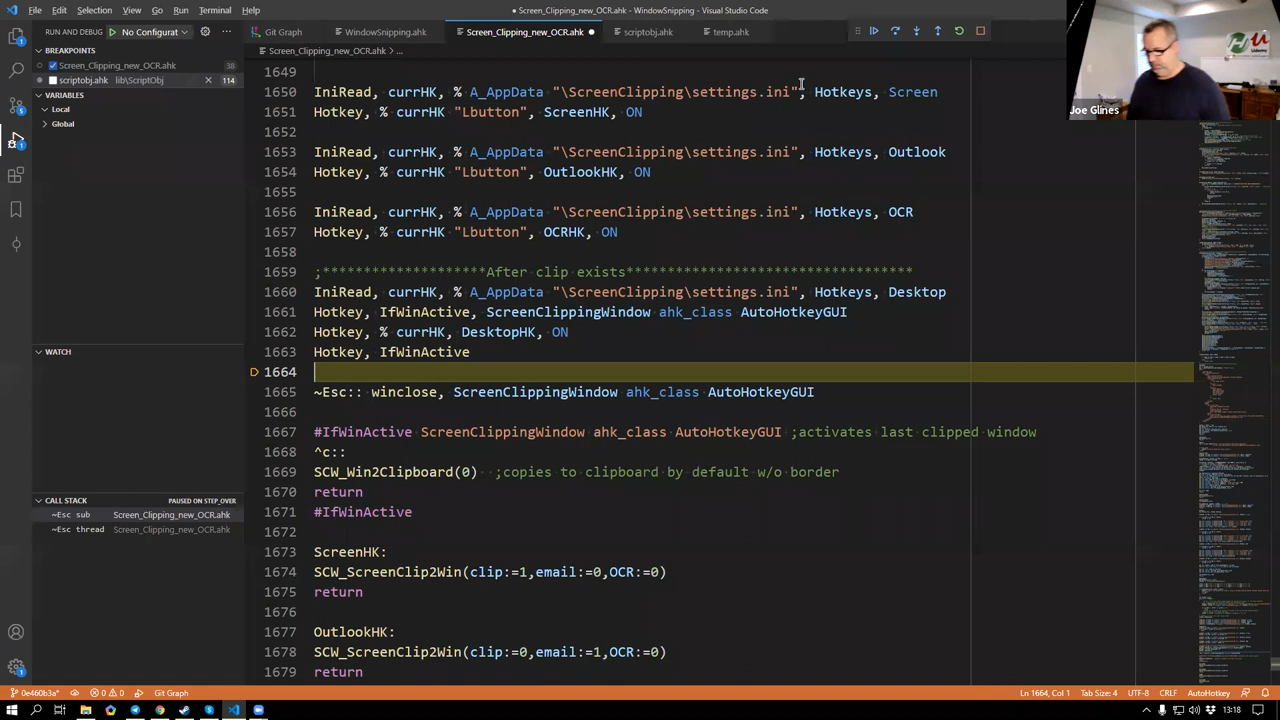 File Edit Selection View Go Run Terminal Help
Screen_Clipping_new_OCR.ahk - WindowSnipping - Visual Studio Code
RUN AND DEBUG No Configurat
Git Graph WindowSnipping.ahk Screen_Clipping_new_OCR.ahk scriptobj.ahk temp.ahk
Screen_Clipping_new_OCR.ahk > ...
BREAKPOINTS
Screen_Clipping_new_OCR.ahk 38
scriptobj.ahk lib\ScriptObj 114
VARIABLES
Local
Global
WATCH
CALL STACK PAUSED ON STEP_OVER
~Esc sub Screen_Clipping_new_OCR.ahk
~Esc thread Screen_Clipping_new_OCR.ahk
1649
1650 IniRead, currHK, % A_AppData "\ScreenClipping\settings.ini", Hotkeys, Screen
1651 Hotkey, % currHK "Lbutton", ScreenHK, ON
1652
1653 IniRead, currHK, % A_AppData "\ScreenClipping\settings.ini", Hotkeys, Outlook
1654 Hotkey, % currHK "Lbutton", OutlookHK, ON
1655
1656 IniRead, currHK, % A_AppData "\ScreenClipping\settings.ini", Hotkeys, OCR
1657 Hotkey, % currHK "Lbutton", OCRHK, ON
1658
1659
After clip exists
1660 IniRead, currHK, % A_AppData "\ScreenClipping\settings.ini", Hotkeys, Desktop
1661
ScreenClippingWindow ahk_class AutoHotkeyGUI
1662 Hotkey, % currHK,
1663 Hotkey, IfWinActive
1664
1665 ~Esc:: winclose, ScreenClippingWindow ahk_class AutoHotkeyGUI
1666
1667 #IfWinActive ScreenClippingWindow ahk_class AutoHotkeyGUI
activates last clipped window
1668 ^c::
1669 SCW_Win2Clipboard(0)
to clipboard by default w/o border
1670 return
1671 #IfWinActive
1672
1673 ScreenHK:
1674 SCW_ScreenClip2Win(clip:=0,email:=0,OCR:=0)
1675 return
1676
1677 OutlookHK:
1678 SCW_ScreenClip2Win(clip:=0,email:=1,OCR:=0)
1679 return
Joe Glines
Udemy
0e460b3a* 0 0 Git Graph
Ln 1664, Col 1 Tab Size: 4 UTF-8 CRLF AutoHotkey
13:18